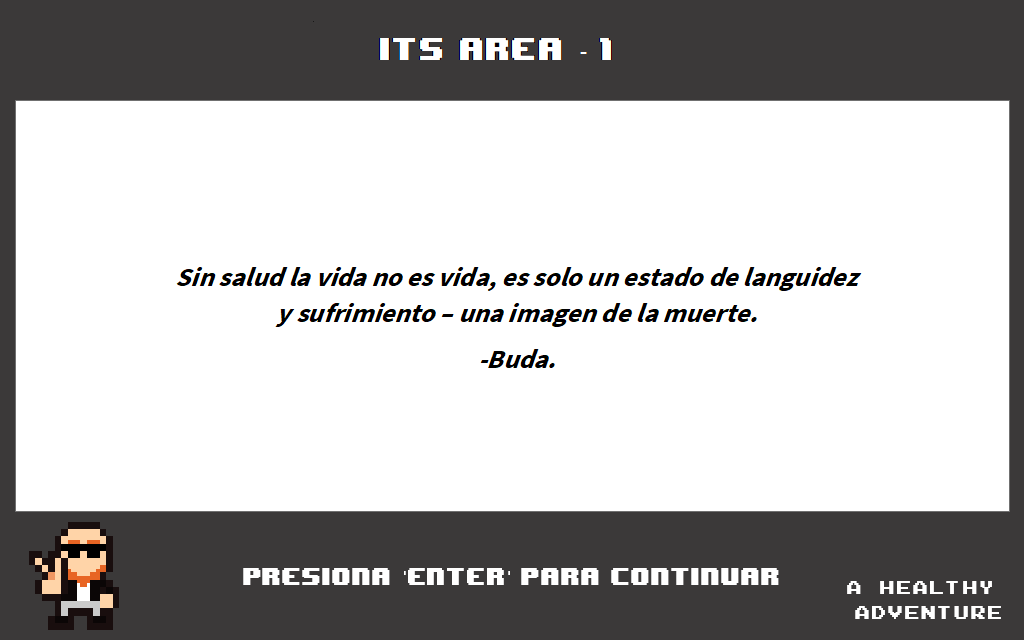 ITS AREA - 1
Sin salud la vida no es vida, es solo un estado de languidez
y sufrimiento – una imagen de la muerte.
-Buda.
PRESIONA 'ENTER' PARA CONTINUAR
A HEALTHY
ADVENTURE